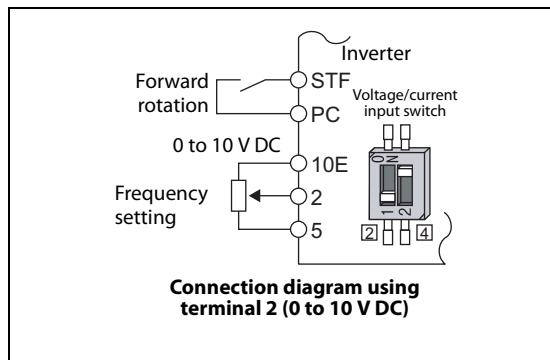 Inverter
Forward
rotation
STF
PC
Voltage/current
input switch
0 to 10 V DC
10E
Frequency
setting
2
5
ON
1 2
2 4
Connection diagram using
terminal 2 (0 to 10 V DC)